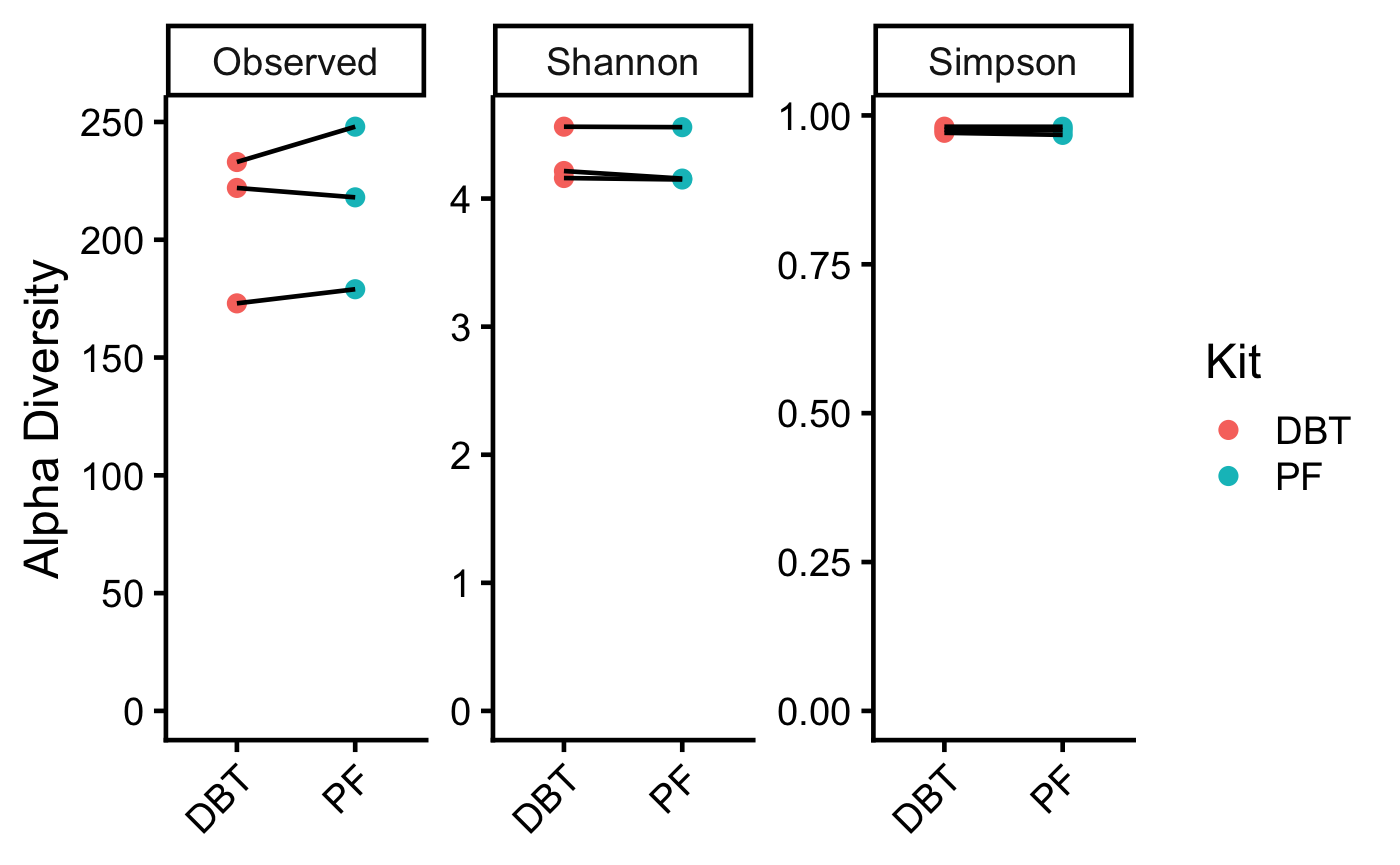 Observed
Shannon
Simpson
Alpha Diversity
250
200
150
100
50
0
DBT
PF
4
3
2
1
0
DBT
PF
1.00
0.75
0.50
0.25
0.00
DBT
PF
Kit
DBT
PF